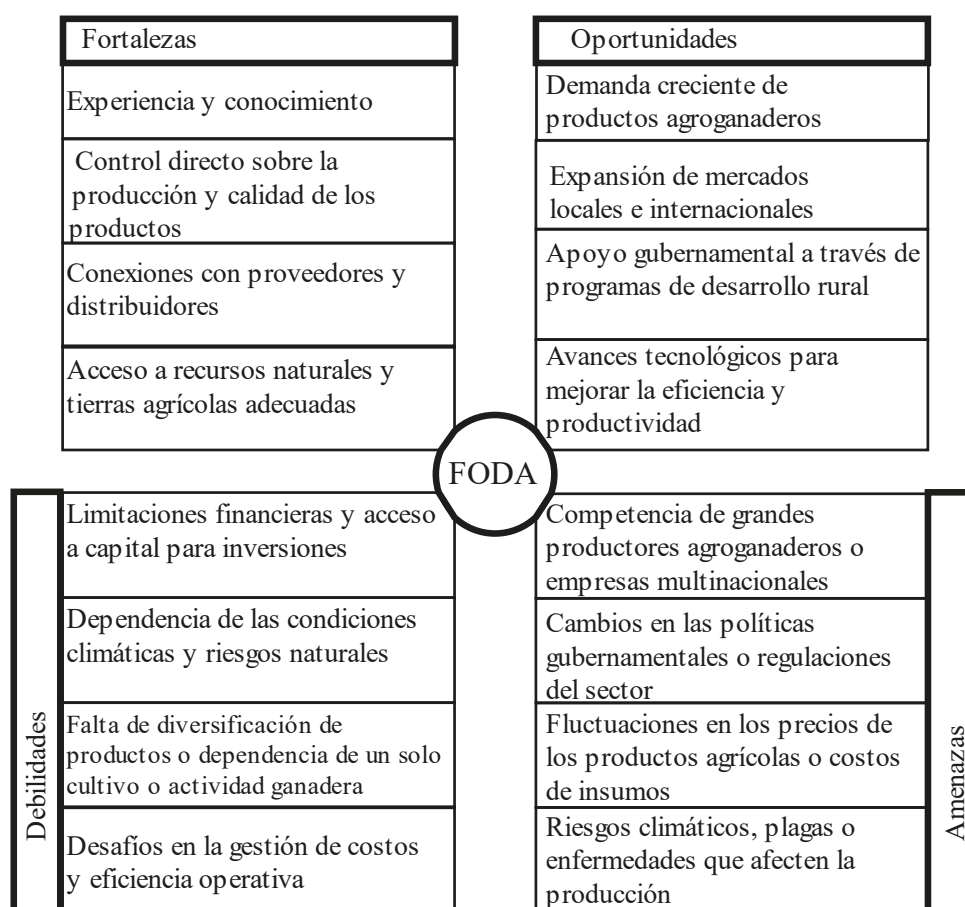 Fortalezas
Experiencia y conocimiento
Control directo sobre la
producción y calidad de los
productos
Conexiones con proveedores y
distribuidores
Acceso a recursos naturales y
tierras agrícolas adecuadas
Oportunidades
Demanda creciente de
productos agroganaderos
Expansión de mercados
locales e internacionales
Apoyo gubernamental a través de
programas de desarrollo rural
Avances tecnológicos para
mejorar la eficiencia y
productividad
FODA
Debilidades
Limitaciones financieras y acceso
a capital para inversiones
Dependencia de las condiciones
climáticas y riesgos naturales
Falta de diversificación de
productos o dependencia de un solo
cultivo o actividad ganadera
Desafíos en la gestión de costos
y eficiencia operativa
Competencia de grandes
productores agroganaderos o
empresas multinacionales
Cambios en las políticas
gubernamentales o regulaciones
del sector
Fluctuaciones en los precios de
los productos agrícolas o costos
de insumos
Riesgos climáticos, plagas o
enfermedades que afecten la
producción
Amenazas